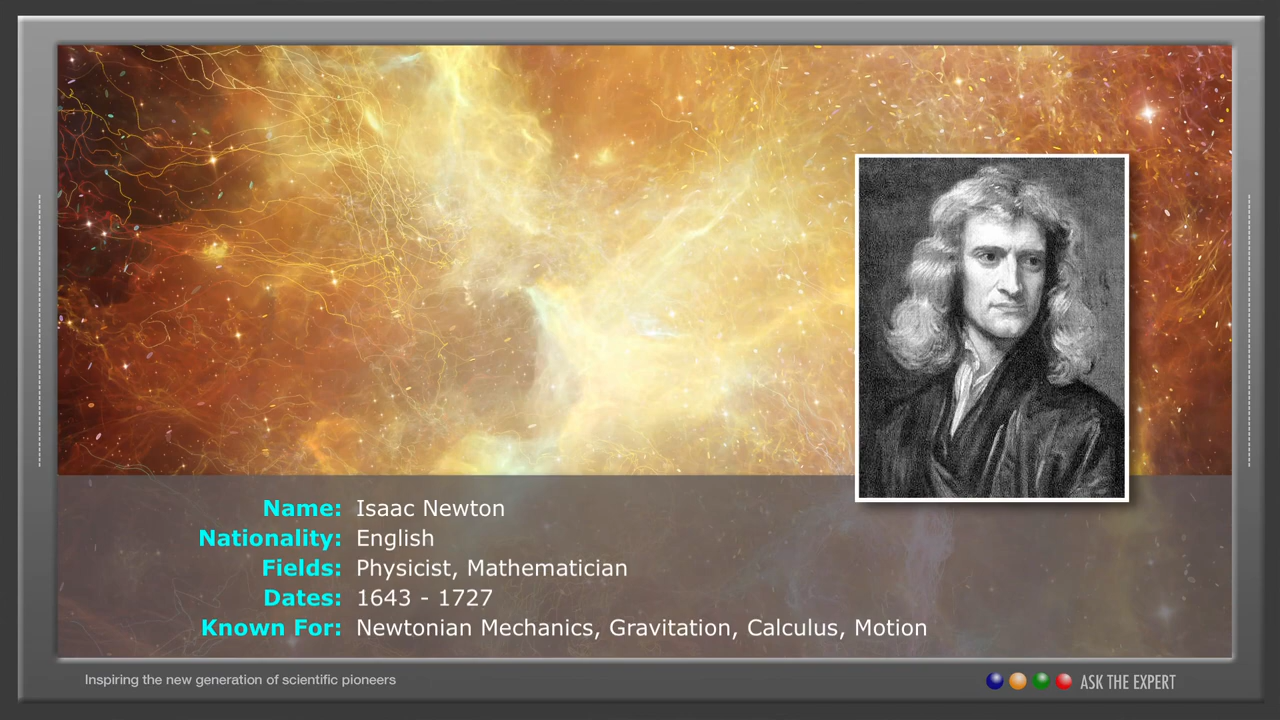 Name: Isaac Newton
Nationality: English
Fields: Physicist, Mathematician
Dates: 1643 - 1727
Known For: Newtonian Mechanics, Gravitation, Calculus, Motion
Inspiring the new generation of scientific pioneers
ASK THE EXPERT